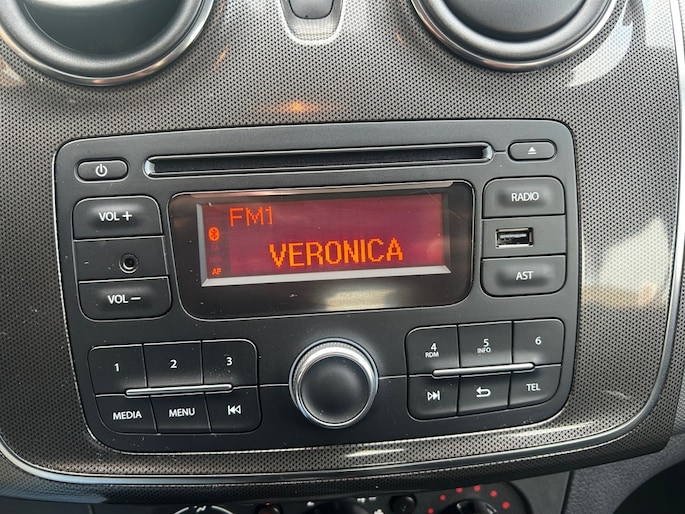 FM1
VERONICA
AF
VOL +
VOL −
RADIO
AST
1
2
3
MEDIA
MENU
4
RDM
5
INFO
6
TEL